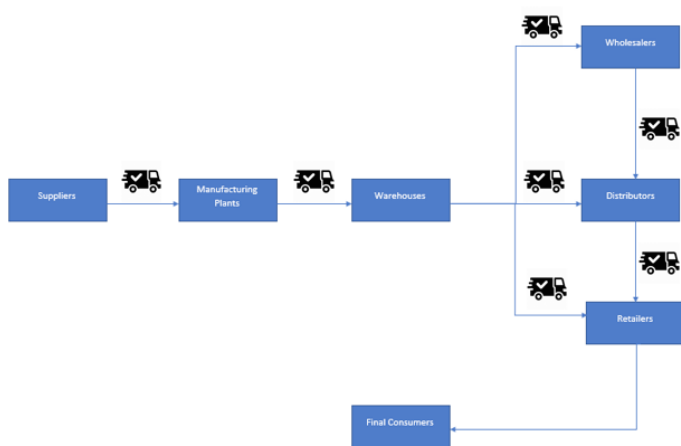 Wholesalers
Suppliers
Manufacturing
Plants
Warehouses
Distributors
Retailers
Final Consumers